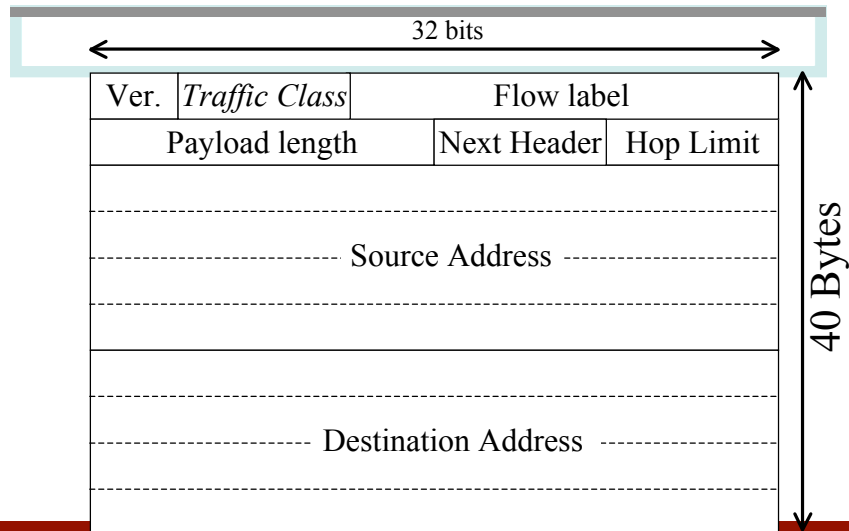 32 bits
Ver. Traffic Class Flow label
Payload length Next Header Hop Limit
Source Address
Destination Address
40 Bytes